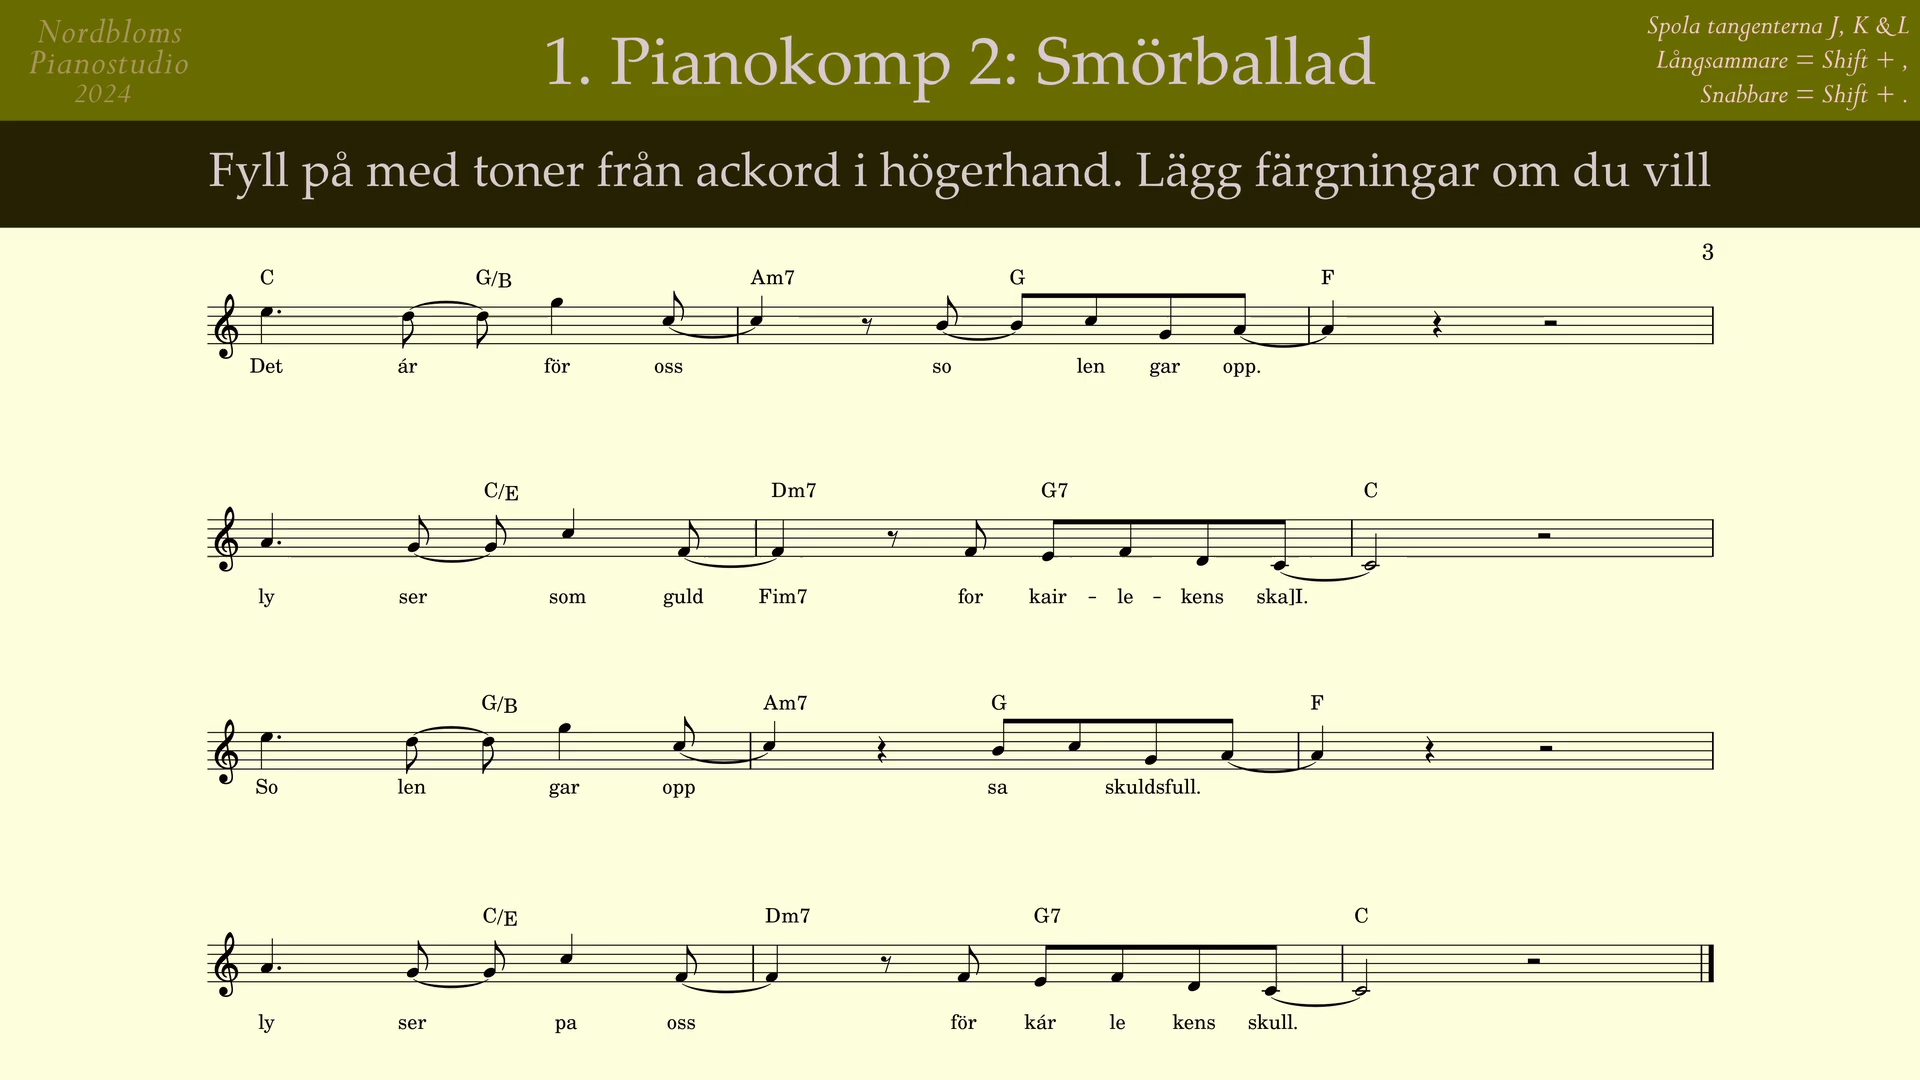 Nordbloms
Pianostudio
2024
1. Pianokomp 2: Smörballad
Spola tangenterna J, K & L
Långsammare = Shift + ,
Snabbare = Shift + .
Fyll på med toner från ackord i högerhand. Lägg färgningar om du vill
3
C G/B Am7 G F
Det ár för oss so len gar opp.
C/E Dm7 G7 C
ly ser som guld Fim7 for kair - le - kens ska]I.
G/B Am7 G F
So len gar opp sa skuldsfull.
C/E Dm7 G7 C
ly ser pa oss för kár le kens skull.